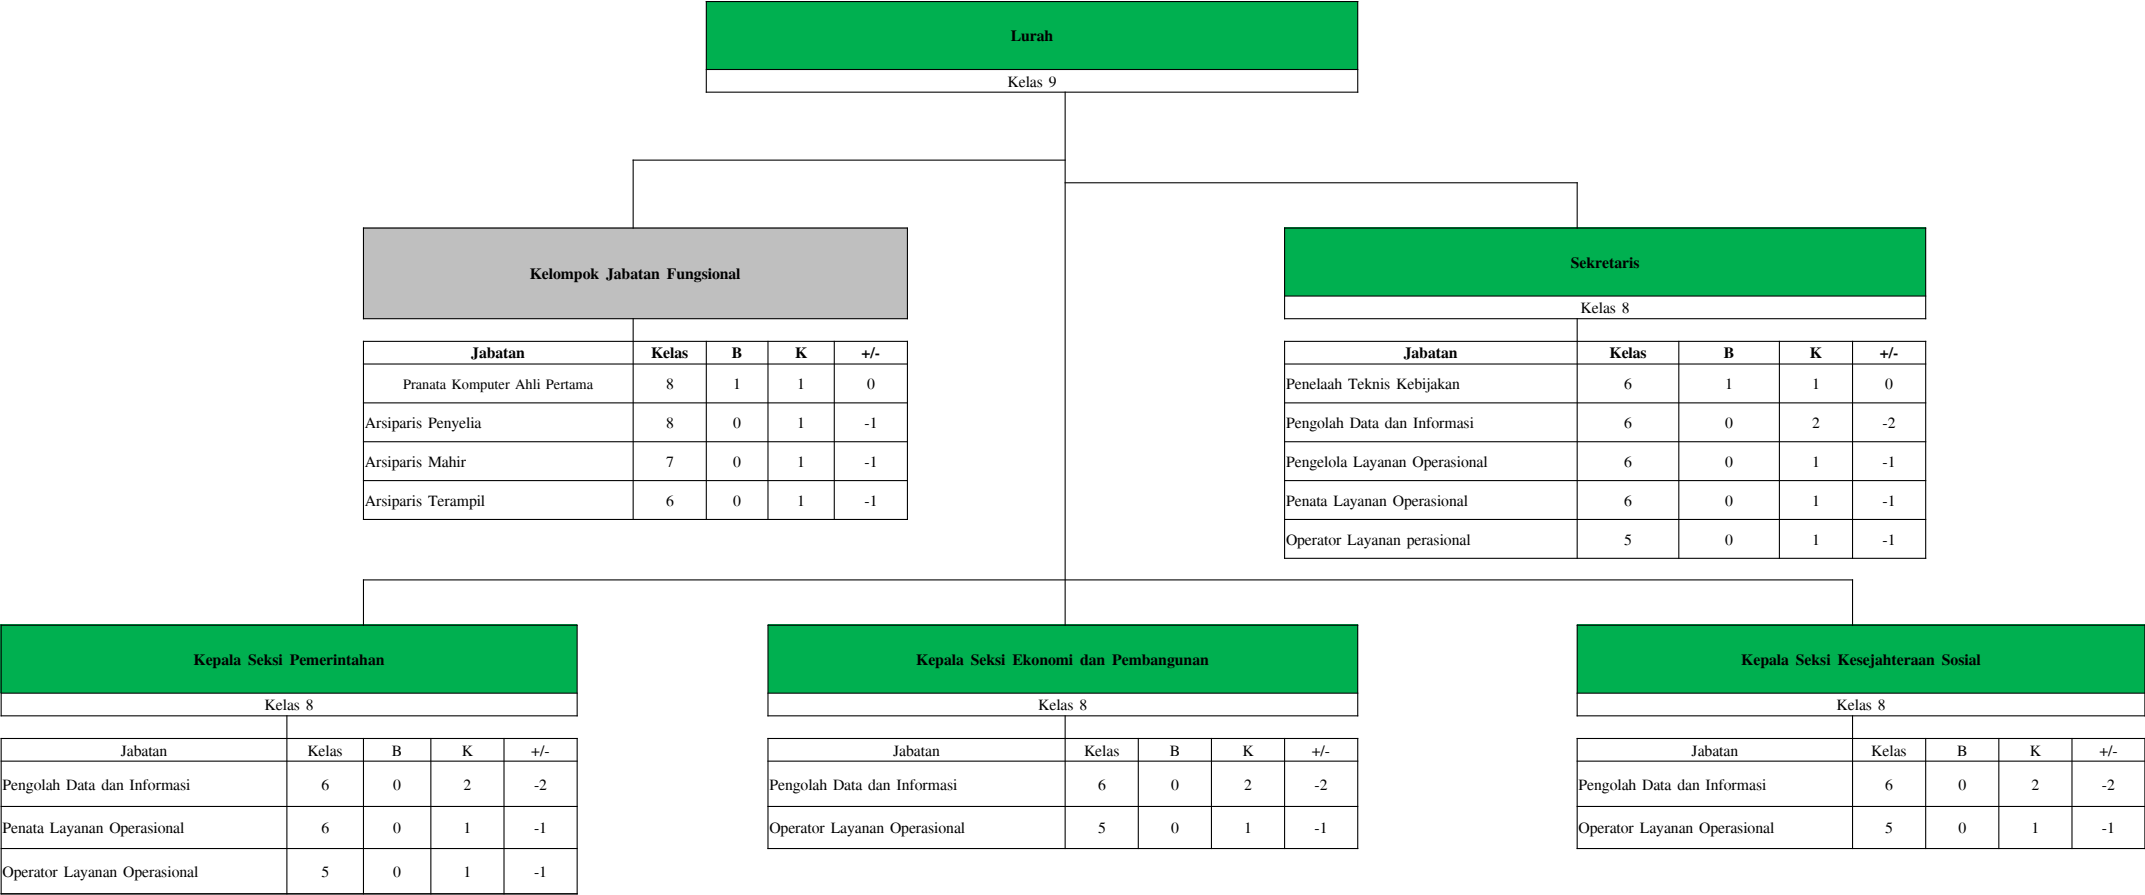 Lurah
Kelas 9
Kelompok Jabatan Fungsional
Jabatan Kelas B K +/-
Pranata Komputer Ahli Pertama 8 1 1 0
Arsiparis Penyelia 8 0 1 -1
Arsiparis Mahir 7 0 1 -1
Arsiparis Terampil 6 0 1 -1
Sekretaris
Kelas 8
Jabatan Kelas B K +/-
Penelaah Teknis Kebijakan 6 1 1 0
Pengolah Data dan Informasi 6 0 2 -2
Pengelola Layanan Operasional 6 0 1 -1
Penata Layanan Operasional 6 0 1 -1
Operator Layanan perasional 5 0 1 -1
Kepala Seksi Pemerintahan
Kelas 8
Jabatan Kelas B K +/-
Pengolah Data dan Informasi 6 0 2 -2
Penata Layanan Operasional 6 0 1 -1
Operator Layanan Operasional 5 0 1 -1
Kepala Seksi Ekonomi dan Pembangunan
Kelas 8
Jabatan Kelas B K +/-
Pengolah Data dan Informasi 6 0 2 -2
Operator Layanan Operasional 5 0 1 -1
Kepala Seksi Kesejahteraan Sosial
Kelas 8
Jabatan Kelas B K +/-
Pengolah Data dan Informasi 6 0 2 -2
Operator Layanan Operasional 5 0 1 -1